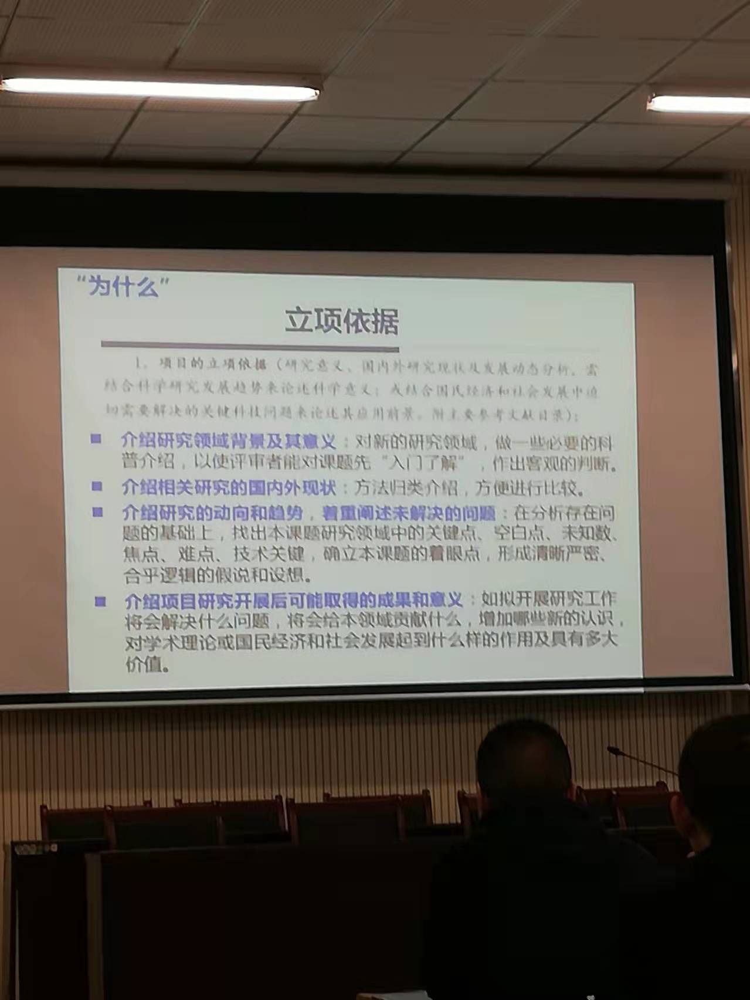 “为什么”
立项依据
1. 项目的立项依据（研究意义、国内外研究现状及发展动态分析，需
结合科学研究发展趋势来论述科学意义；或结合国民经济和社会发展中迫
切需要解决的关键科技问题来论述其应用前景。附主要参考文献目录）；
■ 介绍研究领域背景及其意义：对新的研究领域，做一些必要的科
普介绍，以使评审者能对课题先“入门了解”，作出客观的判断。
■ 介绍相关研究的国内外现状：方法归类介绍，方便进行比较。
■ 介绍研究的动向和趋势，着重阐述未解决的问题：在分析存在问
题的基础上，找出本课题研究领域中的关键点、空白点、未知数、
焦点、难点、技术关键，确立本课题的着眼点，形成清晰严密、
合乎逻辑的假说和设想。
■ 介绍项目研究开展后可能取得的成果和意义：如拟开展研究工作
将会解决什么问题，将会给本领域贡献什么，增加哪些新的认识，
对学术理论或国民经济和社会发展起到什么样的作用及具有多大
价值。